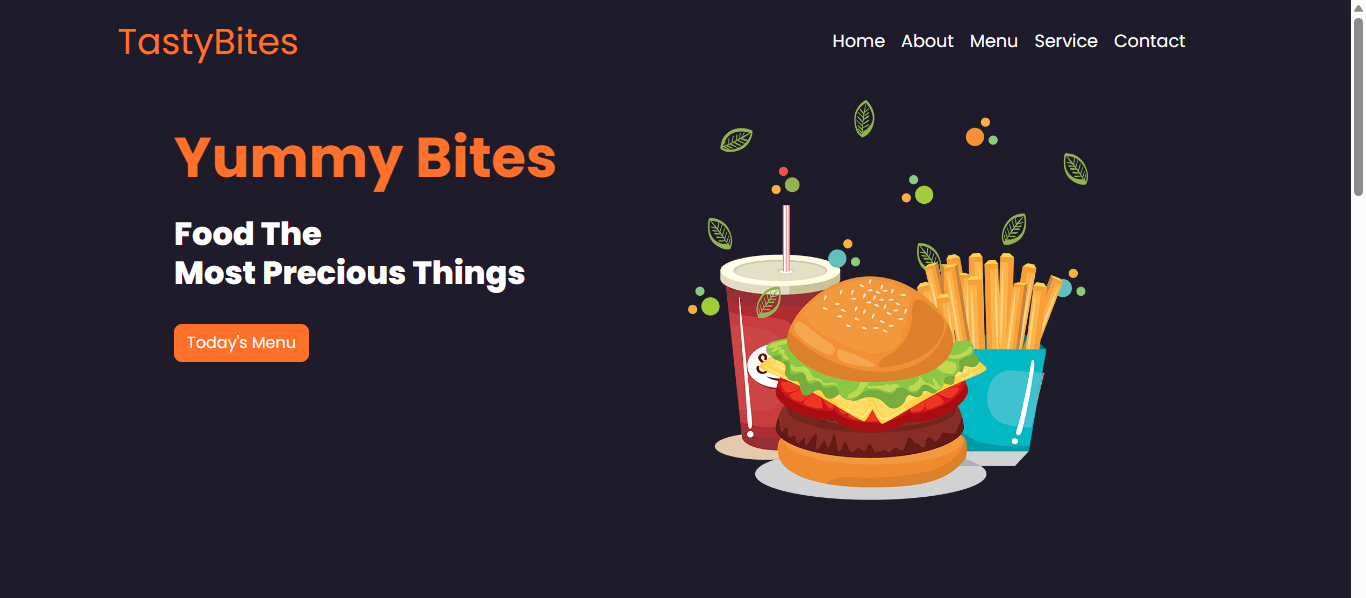 TastyBites
Home About Menu Service Contact
Yummy Bites
Food The
Most Precious Things
Today's Menu